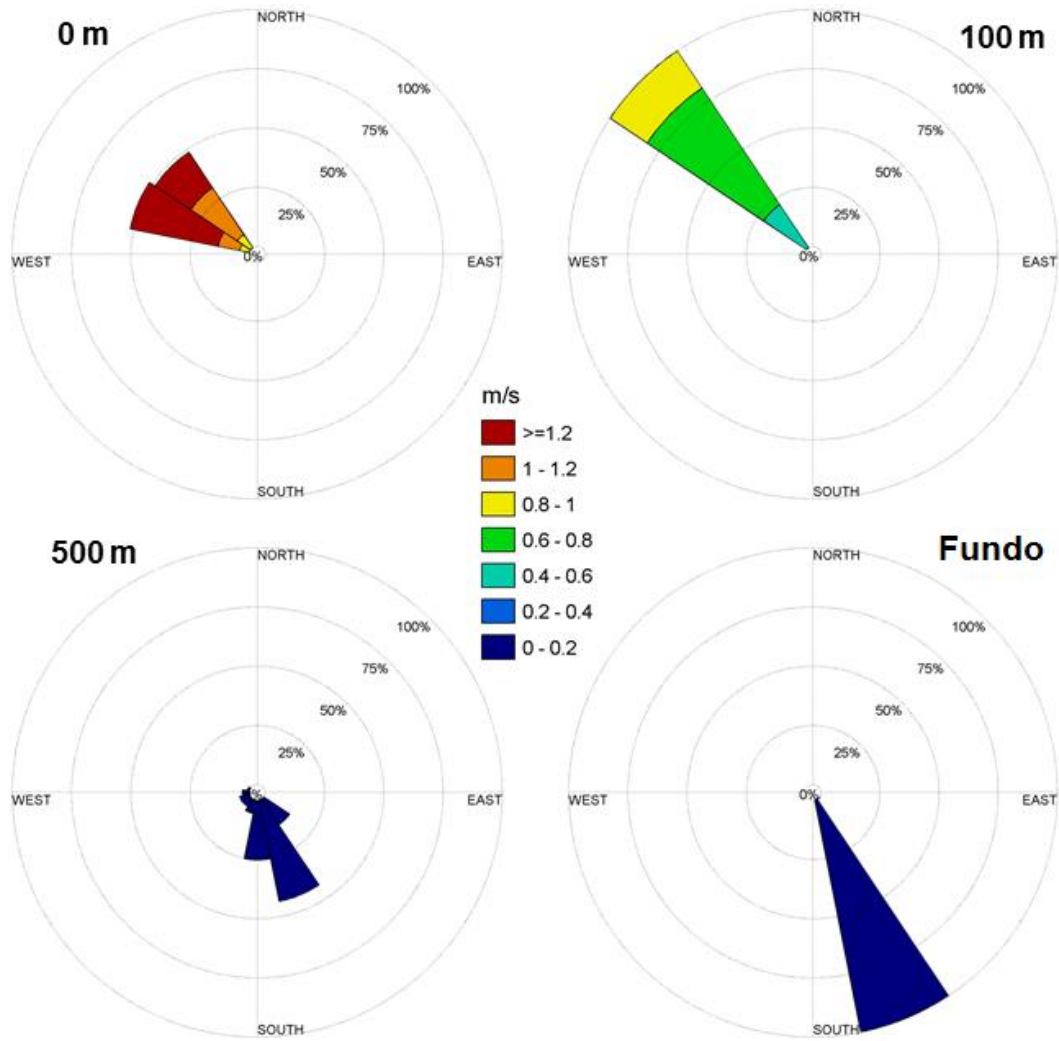 0 m
NORTH
100%
75%
50%
25%
0%
WEST
EAST
SOUTH
100 m
NORTH
100%
75%
50%
25%
0%
WEST
EAST
SOUTH
m/s
>=1.2
1 - 1.2
0.8 - 1
0.6 - 0.8
0.4 - 0.6
0.2 - 0.4
0 - 0.2
500 m
NORTH
100%
75%
50%
25%
WEST
EAST
SOUTH
Fundo
NORTH
100%
75%
50%
25%
0%
WEST
EAST
SOUTH